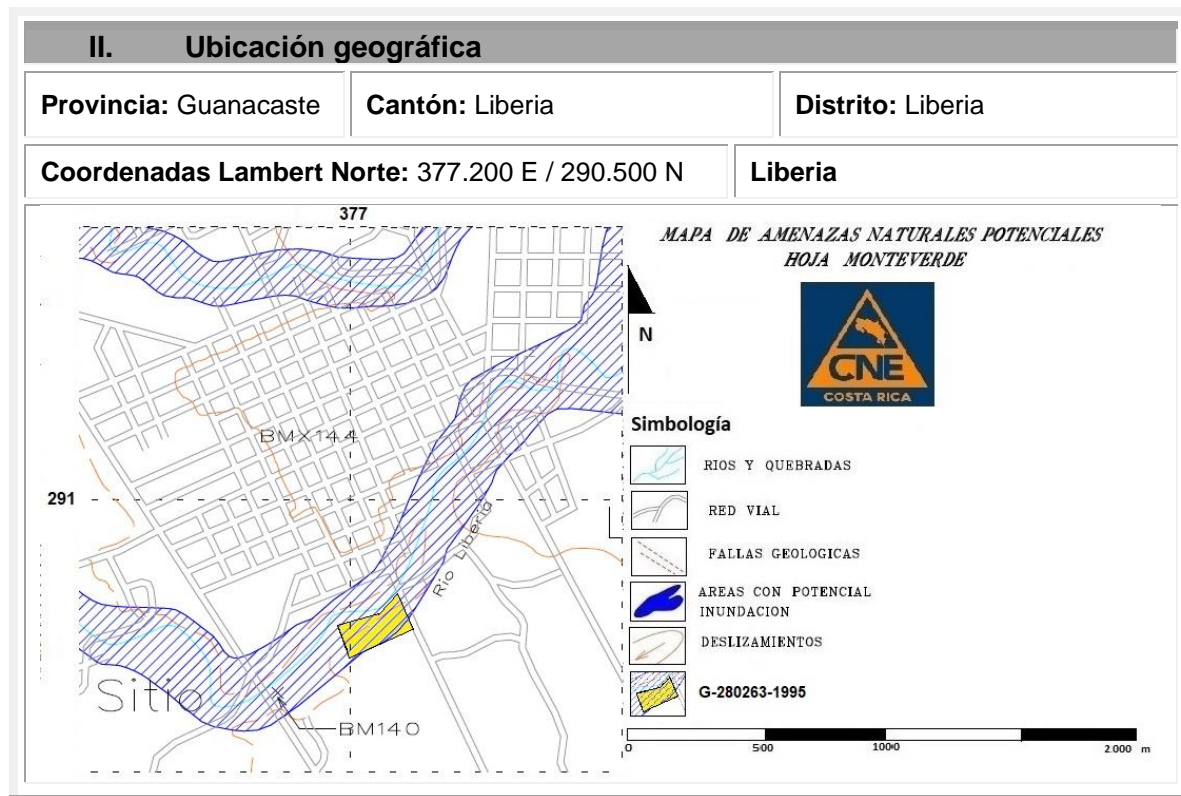 II. Ubicación geográfica
Provincia: Guanacaste
Cantón: Liberia
Distrito: Liberia
Coordenadas Lambert Norte: 377.200 E / 290.500 N
Liberia
377
291
BMX144
Rio Liberia
Sitio
BM140
MAPA DE AMENAZAS NATURALES POTENCIALES
HOJA MONTEVERDE
N
CNE
COSTA RICA
Simbología
RIOS Y QUEBRADAS
RED VIAL
FALLAS GEOLOGICAS
AREAS CON POTENCIAL
INUNDACION
DESLIZAMIENTOS
G-280263-1995
0 500 1000 2.000 m